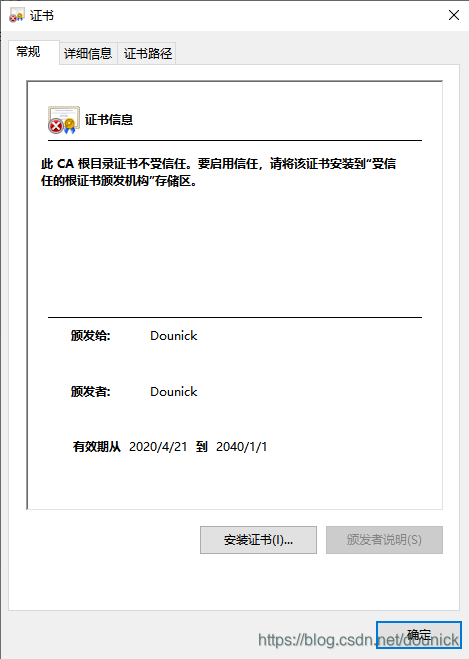 证书
常规 详细信息 证书路径
证书信息
此 CA 根目录证书不受信任。要启用信任，请将该证书安装到“受信
任的根证书颁发机构”存储区。
颁发给: Dounick
颁发者: Dounick
有效期从 2020/4/21 到 2040/1/1
安装证书(I)... 颁发者说明(S)
确定
https://blog.csdn.net/dounick